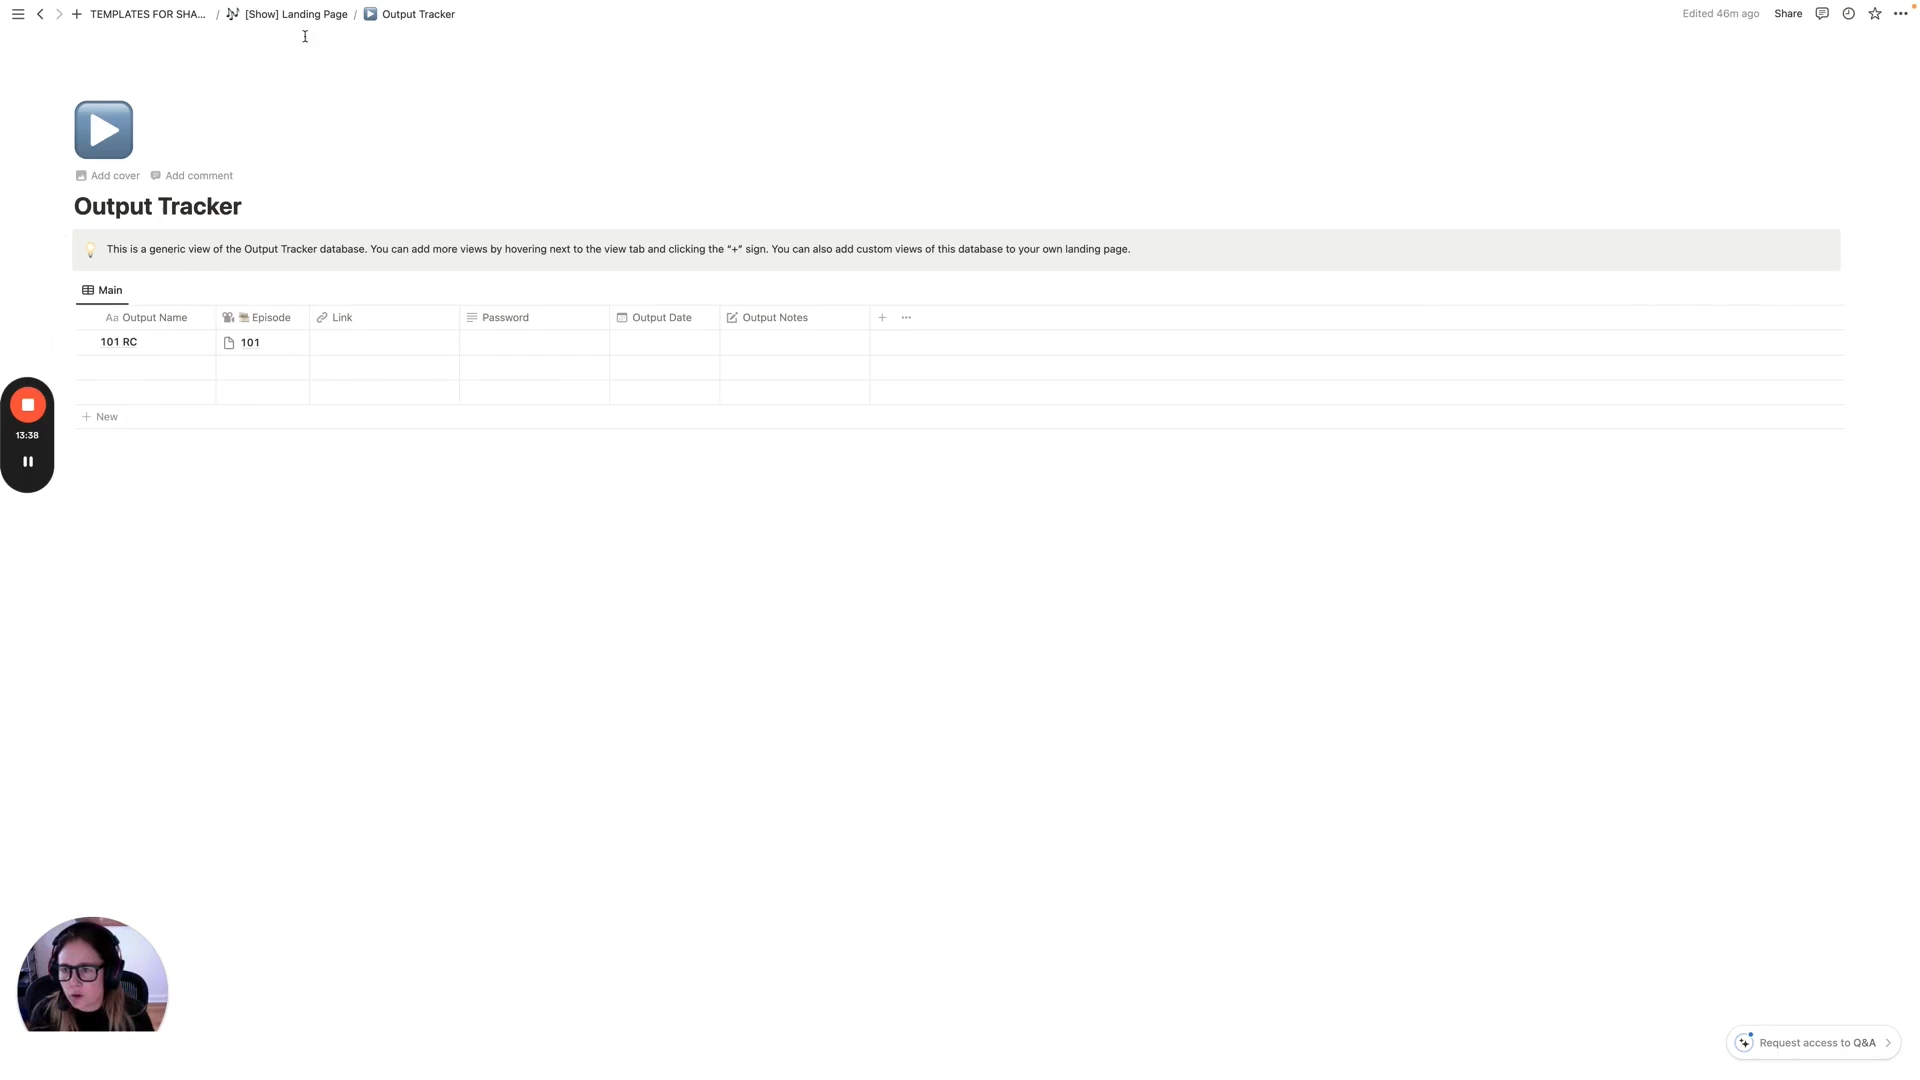 TEMPLATES FOR SHA... / [Show] Landing Page / Output Tracker
Edited 46m ago Share
Add cover Add comment
Output Tracker
This is a generic view of the Output Tracker database. You can add more views by hovering next to the view tab and clicking the “+” sign. You can also add custom views of this database to your own landing page.
Main
Aa Output Name Episode Link Password Output Date Output Notes
101 RC 101
New
13:38
Request access to Q&A